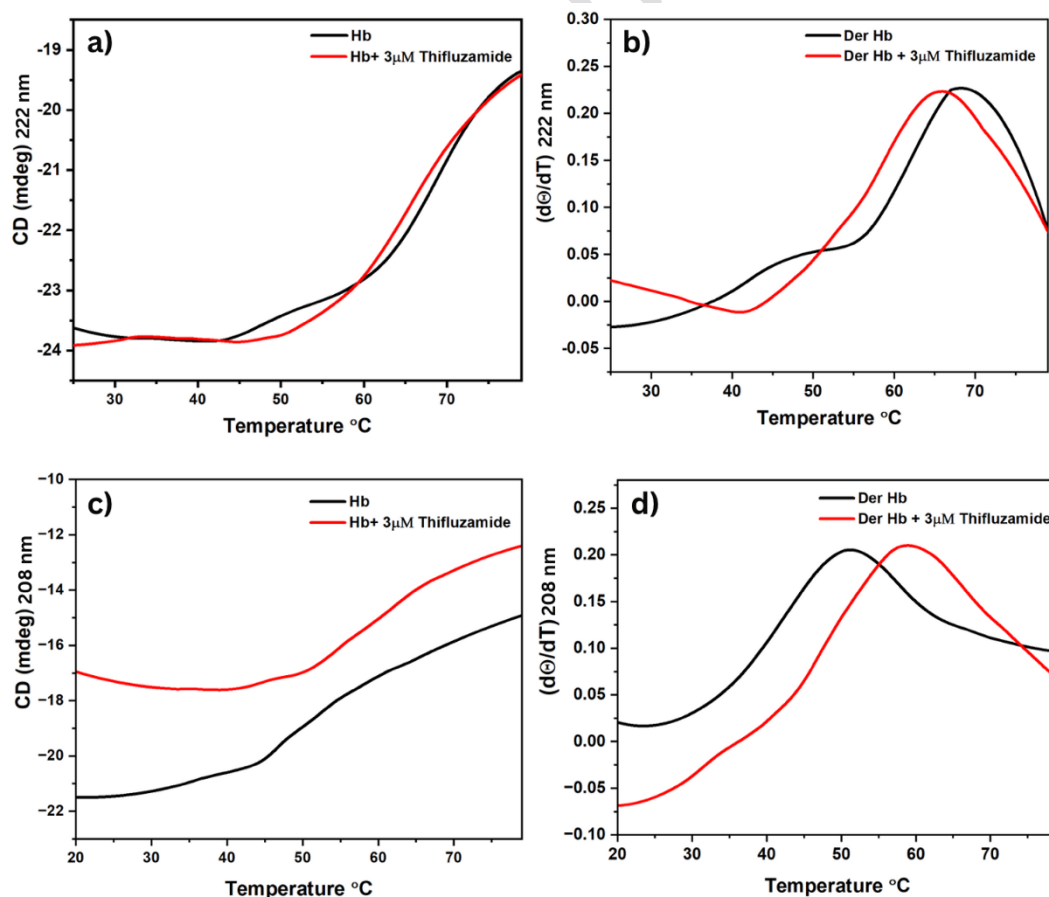 a)
Hb
Hb+ 3μM Thifluzamide
CD (mdeg) 222 nm
-19
-20
-21
-22
-23
-24
30 40 50 60 70
Temperature °C
b)
Der Hb
Der Hb + 3μM Thifluzamide
(dΘ/dT) 222 nm
0.30
0.25
0.20
0.15
0.10
0.05
0.00
-0.05
30 40 50 60 70
Temperature °C
c)
Hb
Hb+ 3μM Thifluzamide
CD (mdeg) 208 nm
−10
−12
−14
−16
−18
−20
−22
20 30 40 50 60 70
Temperature °C
d)
Der Hb
Der Hb + 3μM Thifluzamide
(dΘ/dT) 208 nm
0.25
0.20
0.15
0.10
0.05
0.00
−0.05
−0.10
20 30 40 50 60 70
Temperature °C